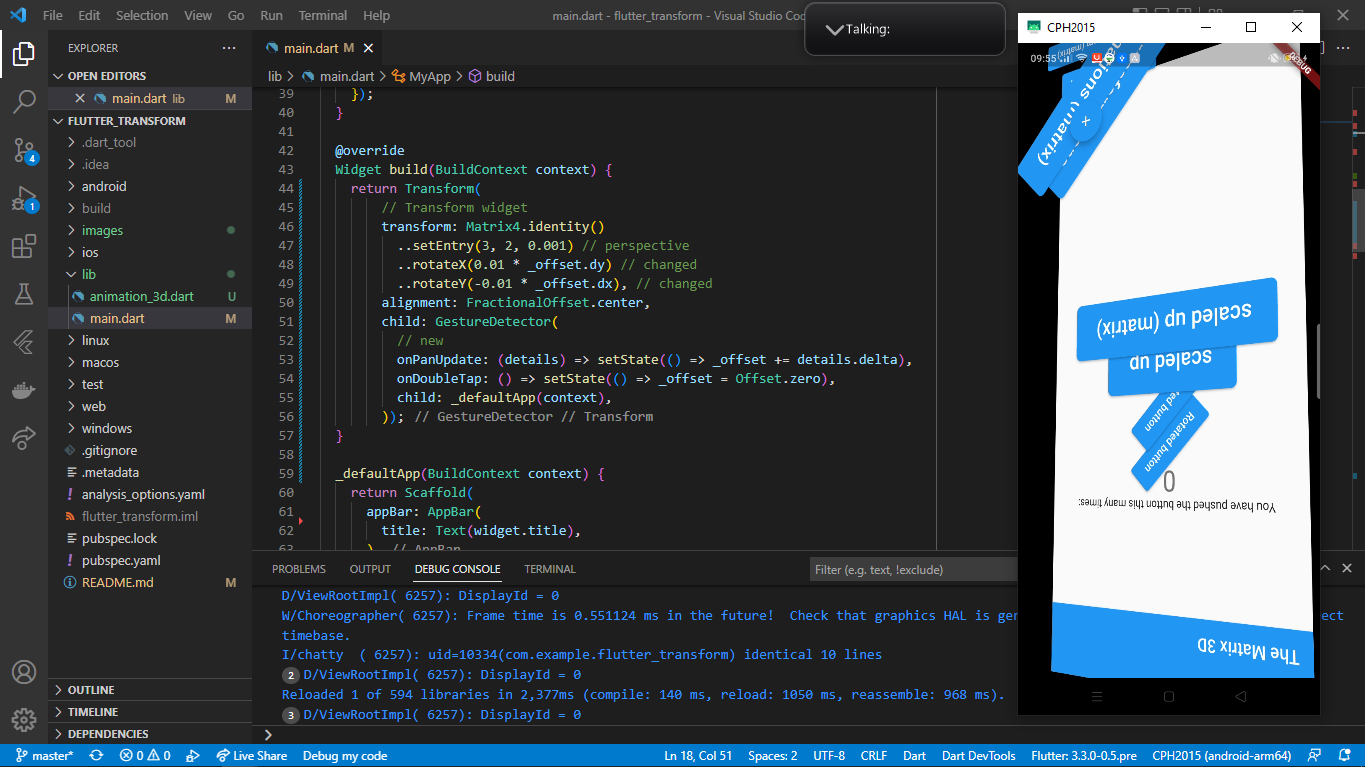 File Edit Selection View Go Run Terminal Help
main.dart - flutter_transform - Visual Studio Cod
Talking:
CPH2015
EXPLORER
OPEN EDITORS
main.dart lib M
FLUTTER_TRANSFORM
.dart_tool
.idea
android
build
images
ios
lib
animation_3d.dart U
main.dart M
linux
macos
test
web
windows
.gitignore
.metadata
analysis_options.yaml
flutter_transform.iml
pubspec.lock
pubspec.yaml
README.md M
OUTLINE
TIMELINE
DEPENDENCIES
4
1
main.dart M
lib > main.dart > MyApp > build
39 });
40 }
41
42 @override
43 Widget build(BuildContext context) {
44 return Transform(
45 // Transform widget
46 transform: Matrix4.identity()
47 ..setEntry(3, 2, 0.001) // perspective
48 ..rotateX(0.01 * _offset.dy) // changed
49 ..rotateY(-0.01 * _offset.dx), // changed
50 alignment: FractionalOffset.center,
51 child: GestureDetector(
52 // new
53 onPanUpdate: (details) => setState(() => _offset += details.delta),
54 onDoubleTap: () => setState(() => _offset = Offset.zero),
55 child: _defaultApp(context),
56 )); // GestureDetector // Transform
57 }
58
59 _defaultApp(BuildContext context) {
60 return Scaffold(
61 appBar: AppBar(
62 title: Text(widget.title),
63 ), // AppBar
PROBLEMS OUTPUT DEBUG CONSOLE TERMINAL
Filter (e.g. text, !exclude)
D/ViewRootImpl( 6257): DisplayId = 0
W/Choreographer( 6257): Frame time is 0.551124 ms in the future! Check that graphics HAL is ger
ect
timebase.
I/chatty ( 6257): uid=10334(com.example.flutter_transform) identical 10 lines
2 D/ViewRootImpl( 6257): DisplayId = 0
Reloaded 1 of 594 libraries in 2,377ms (compile: 140 ms, reload: 1050 ms, reassemble: 968 ms).
3 D/ViewRootImpl( 6257): DisplayId = 0
09:55
DEBUG
(matrix)
scaled up (matrix)
scaled up
Rotated button
0
You have pushed the button this many times:
The Matrix 3D
master* 0 0 Live Share Debug my code
Ln 18, Col 51 Spaces: 2 UTF-8 CRLF Dart Dart DevTools Flutter: 3.3.0-0.5.pre CPH2015 (android-arm64)